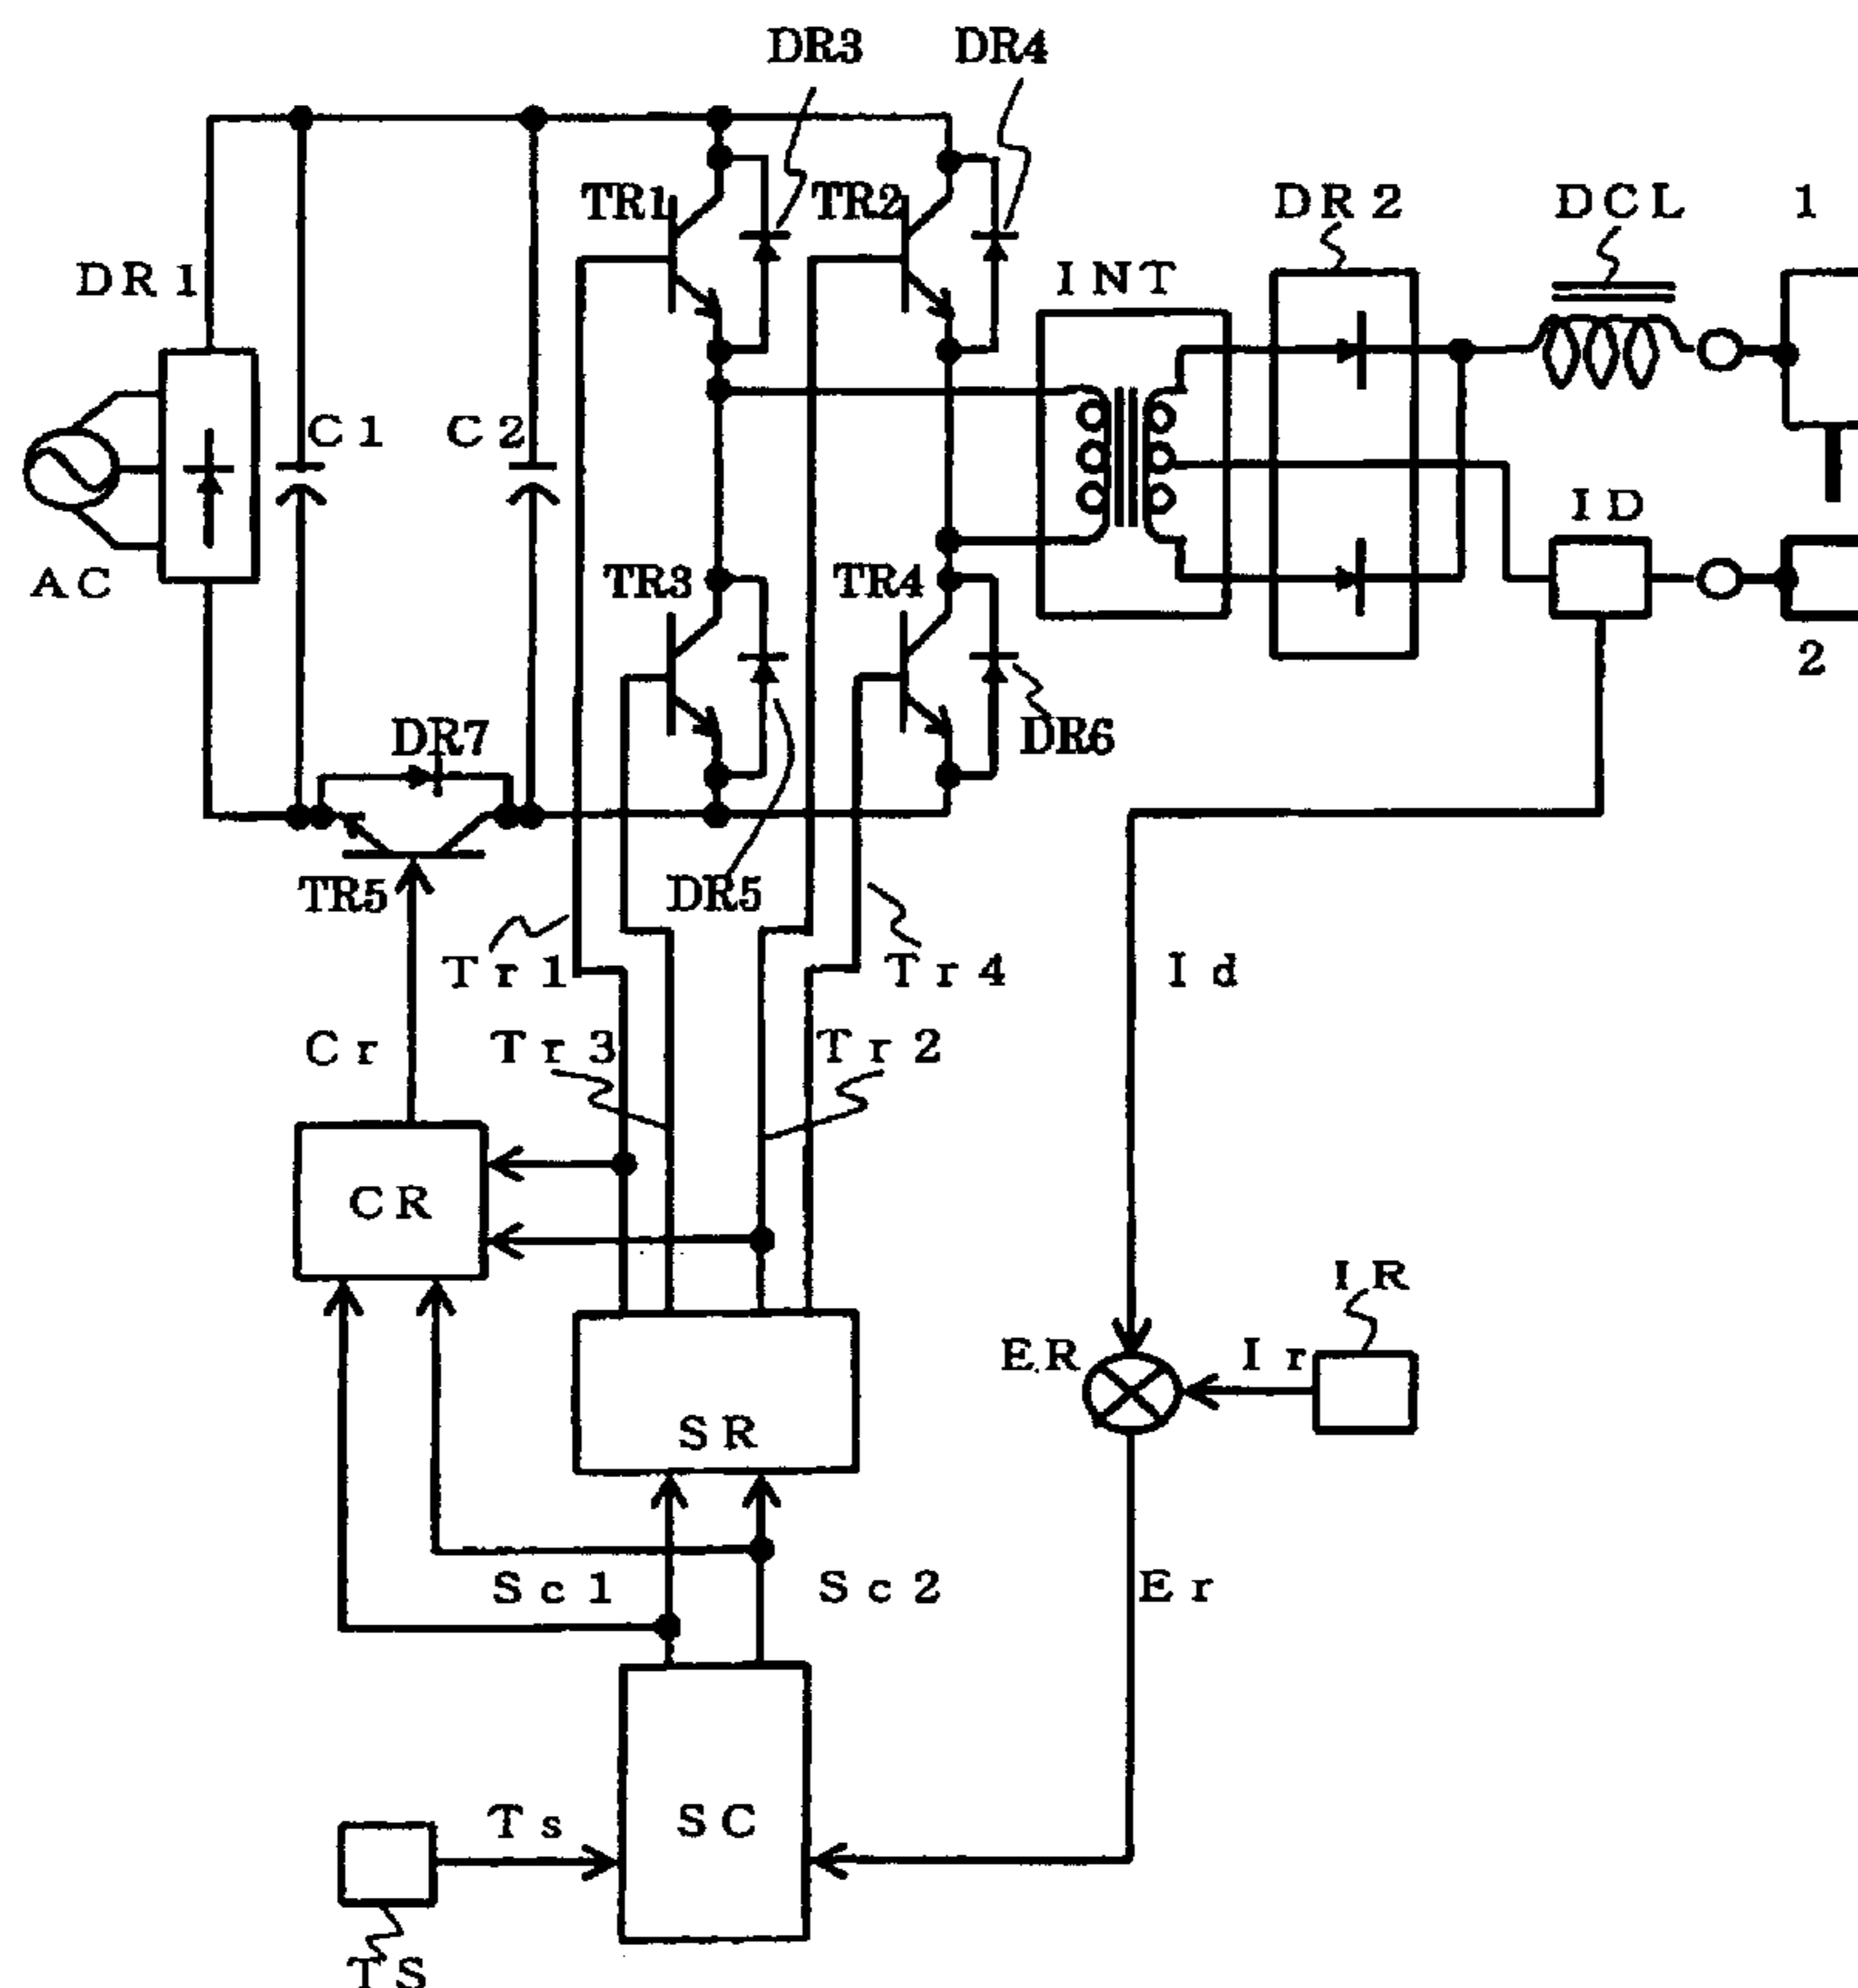 DR3 DR4
TR1 TR2
DR2 DCL 1
DR1 INT
C1 C2
ID
AC TR3 TR4
2
DR7 DR6
TR5 DR5
Tr1 Tr4 Id
Cr Tr3 Tr2
CR
IR
ER Ir
SR
Sc1 Sc2 Er
Ts SC
TS